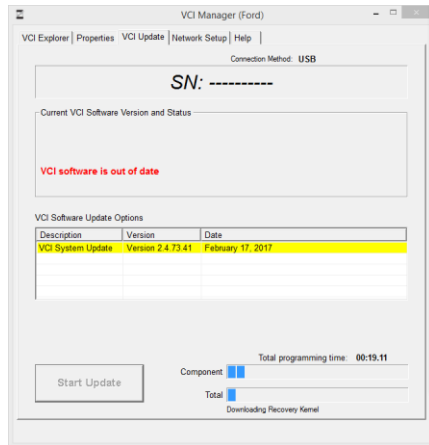 VCI Manager (Ford)
VCI Explorer Properties VCI Update Network Setup Help
Connection Method: USB
SN: ----------
Current VCI Software Version and Status
VCI software is out of date
VCI Software Update Options
Description Version Date
VCI System Update Version 2.4.73.41 February 17, 2017
Total programming time: 00:19.11
Component
Start Update
Total
Downloading Recovery Kernel